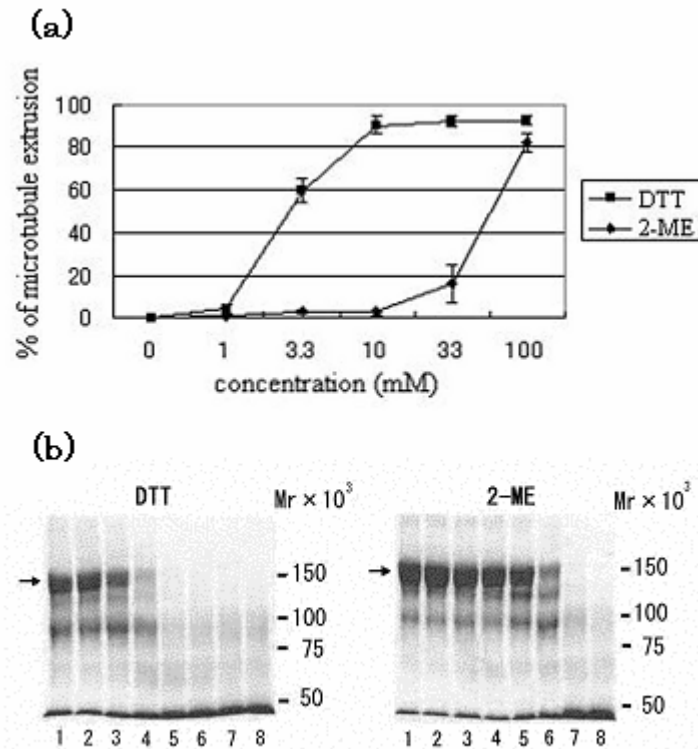 (a)
% of microtubule extrusion
100
80
60
40
20
0
0 1 3.3 10 33 100
concentration (mM)
DTT
2-ME
(b)
DTT Mr × 10³ 2-ME Mr × 10³
- 150 - 150
- 100 - 100
75 75
- 50 - 50
1 2 3 4 5 6 7 8 1 2 3 4 5 6 7 8